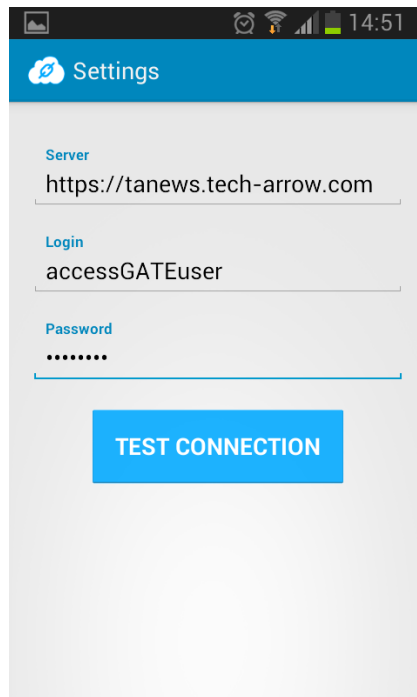 14:51
Settings
Server
https://tanews.tech-arrow.com
Login
accessGATEuser
Password
••••••••
TEST CONNECTION